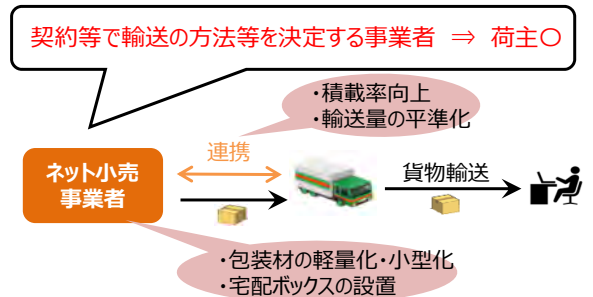 契約等で輸送の方法等を決定する事業者 ⇒ 荷主〇
・積載率向上
・輸送量の平準化
連携
貨物輸送
ネット小売
事業者
・包装材の軽量化・小型化
・宅配ボックスの設置